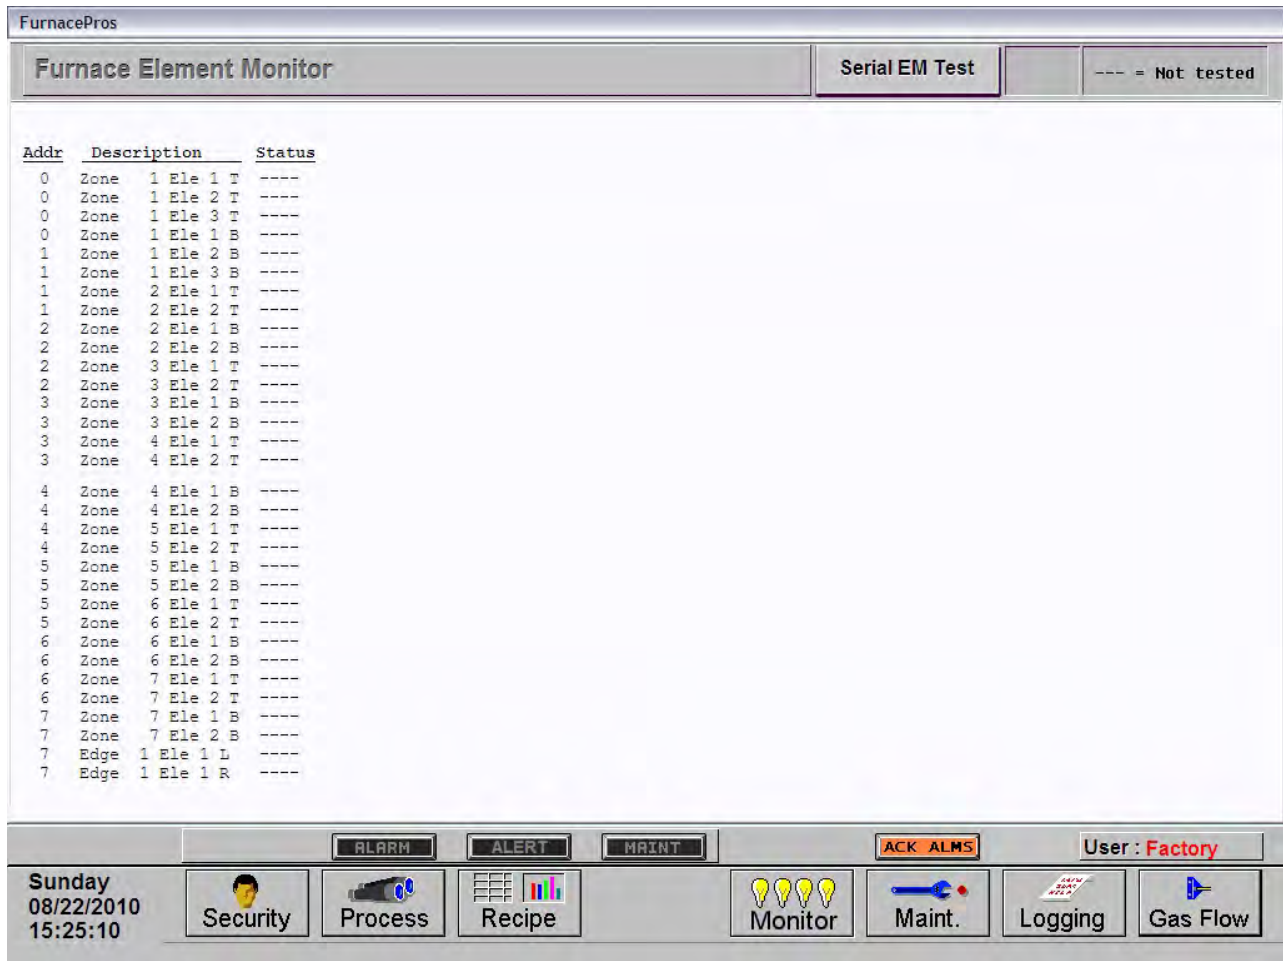 FurnacePros
Furnace Element Monitor
Serial EM Test
--- = Not tested
Addr Description Status
0 Zone 1 Ele 1 T ----
0 Zone 1 Ele 2 T ----
0 Zone 1 Ele 3 T ----
0 Zone 1 Ele 1 B ----
1 Zone 1 Ele 2 B ----
1 Zone 1 Ele 3 B ----
1 Zone 2 Ele 1 T ----
1 Zone 2 Ele 2 T ----
2 Zone 2 Ele 1 B ----
2 Zone 2 Ele 2 B ----
2 Zone 3 Ele 1 T ----
2 Zone 3 Ele 2 T ----
3 Zone 3 Ele 1 B ----
3 Zone 3 Ele 2 B ----
3 Zone 4 Ele 1 T ----
3 Zone 4 Ele 2 T ----
4 Zone 4 Ele 1 B ----
4 Zone 4 Ele 2 B ----
4 Zone 5 Ele 1 T ----
4 Zone 5 Ele 2 T ----
5 Zone 5 Ele 1 B ----
5 Zone 5 Ele 2 B ----
5 Zone 6 Ele 1 T ----
5 Zone 6 Ele 2 T ----
6 Zone 6 Ele 1 B ----
6 Zone 6 Ele 2 B ----
6 Zone 7 Ele 1 T ----
6 Zone 7 Ele 2 T ----
7 Zone 7 Ele 1 B ----
7 Zone 7 Ele 2 B ----
7 Edge 1 Ele 1 L ----
7 Edge 1 Ele 1 R ----
ALARM
ALERT
MAINT
ACK ALMS
User : Factory
Sunday
08/22/2010
15:25:10
Security
Process
Recipe
Monitor
Maint.
Logging
Gas Flow